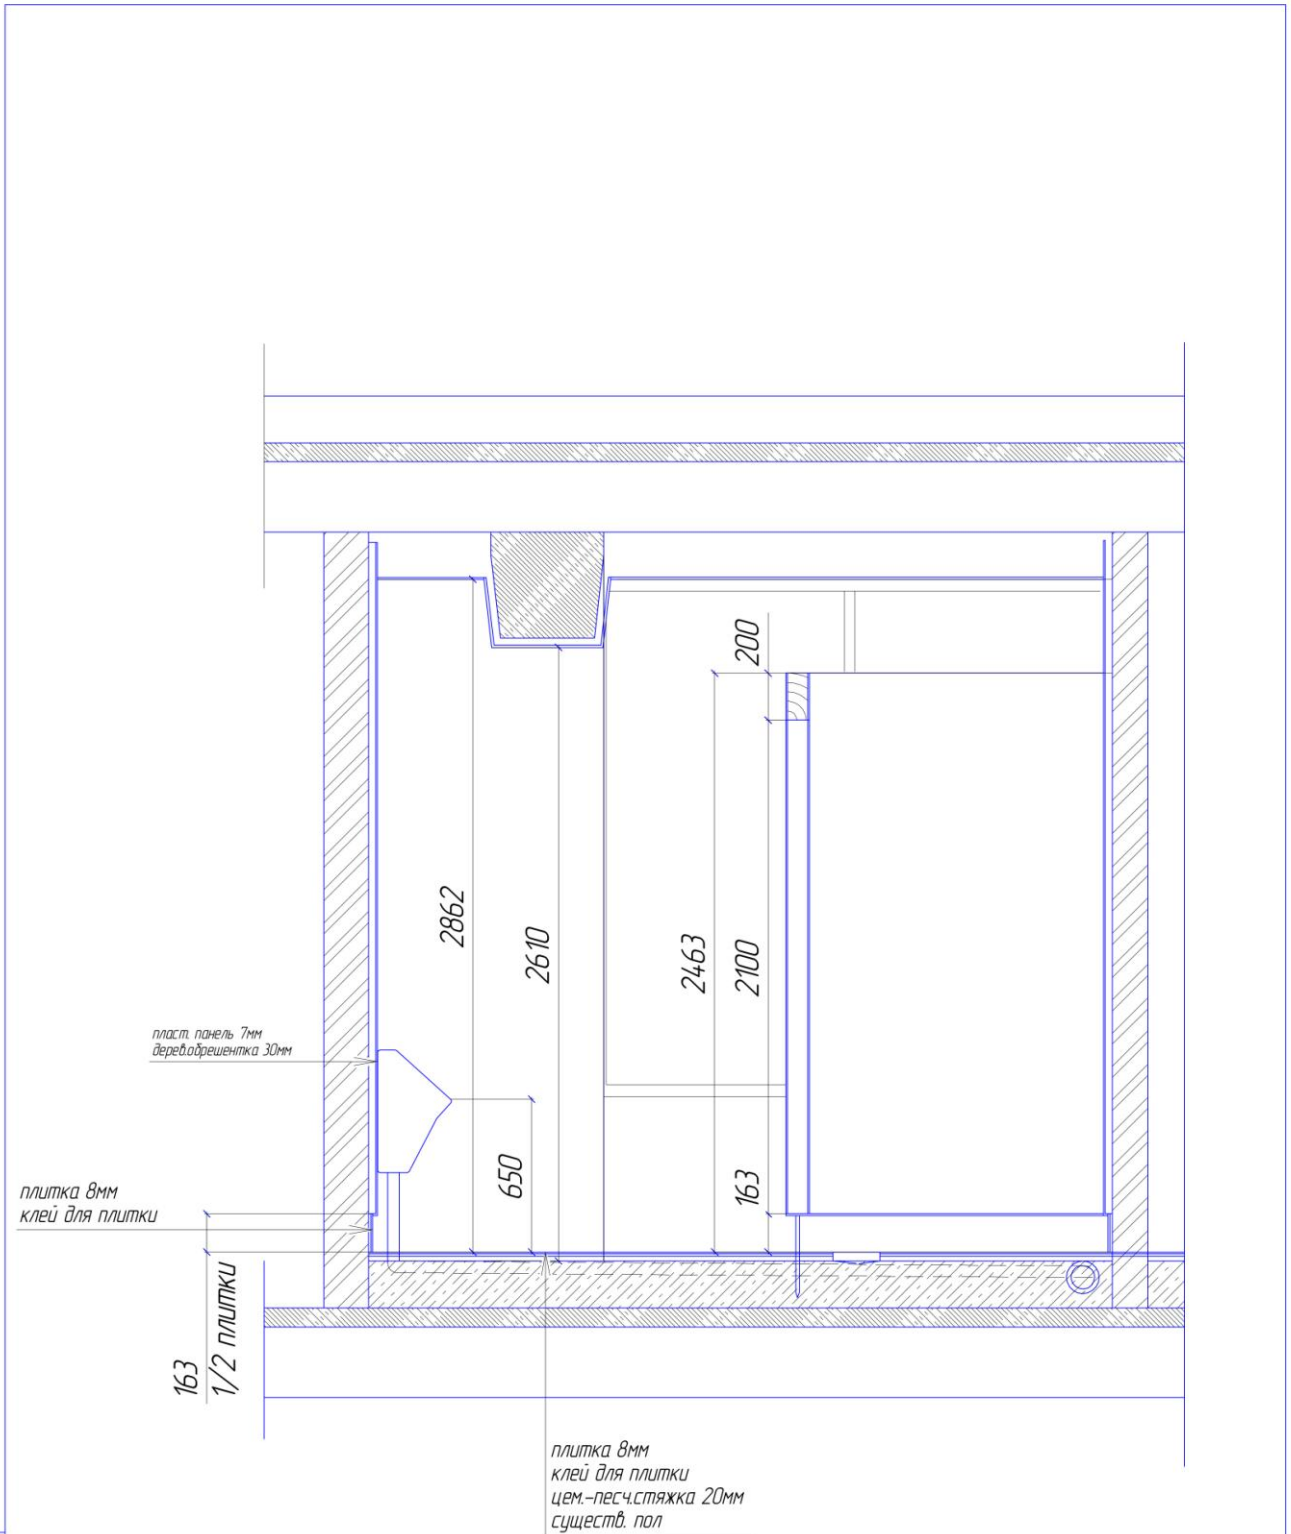 200
2862
2610
2463
2100
пласт. панель 7мм
дерев.обрешентка 30мм
650
163
плитка 8мм
клей для плитки
163
1/2 плитки
плитка 8мм
клей для плитки
цем.-песч.стяжка 20мм
существ. пол